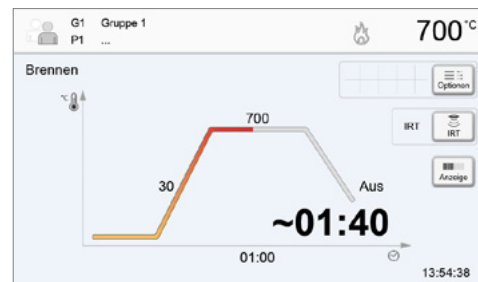 G1 Gruppe 1
P1 ...
700°C
Brennen
Optionen
°C
700
IRT IRT
30
Aus
Anzeige
~01:40
01:00
13:54:38